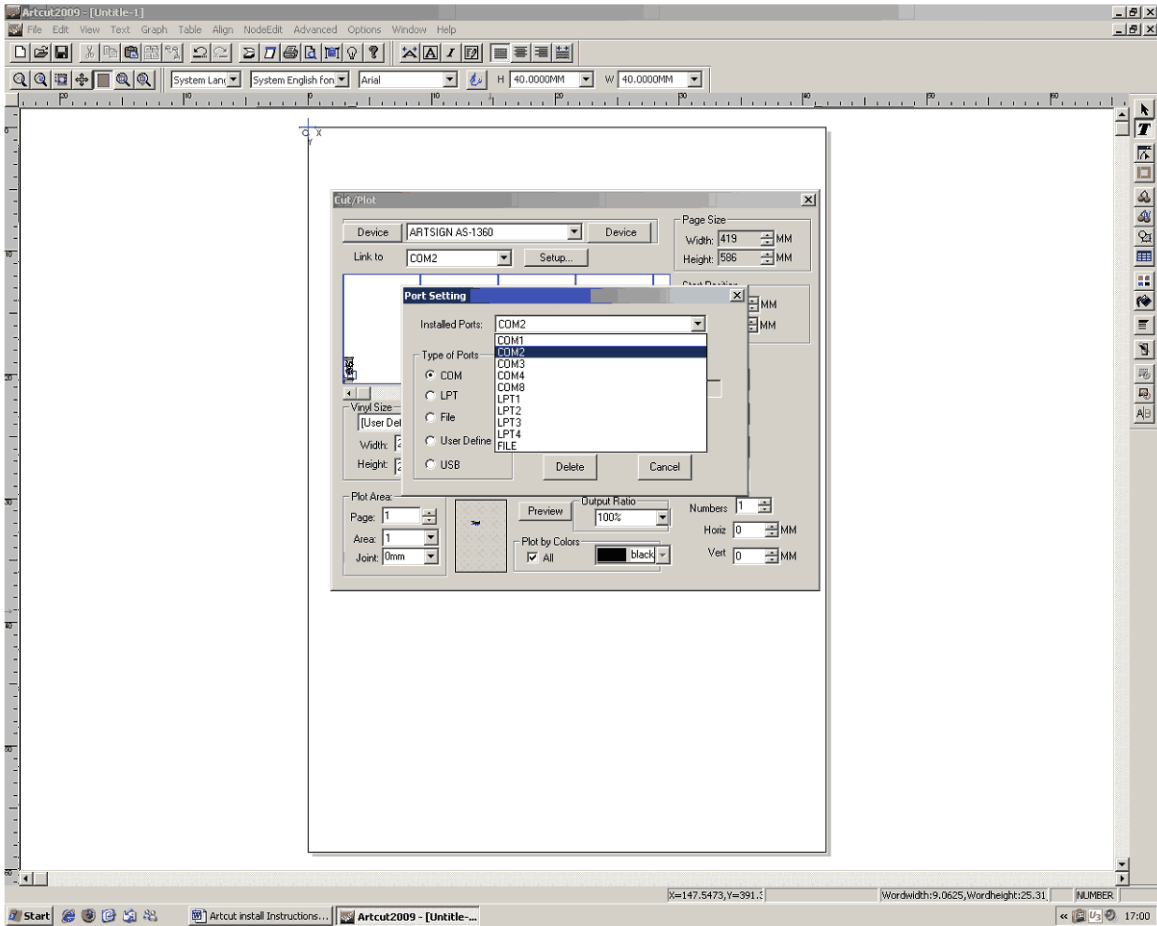 Artcut2009 - [Untitle-1]
File Edit View Text Graph Table Align NodeEdit Advanced Options Window Help
System Lang System English fon Arial H 40.0000MM W 40.0000MM
X
Y
Cut/Plot
Device ARTSIGN AS-1360 Device
Link to COM2 Setup...
Page Size
Width: 419 MM
Height: 586 MM
Start Position
MM
MM
Port Setting
Installed Ports: COM2
COM1
COM2
COM3
COM4
COM8
LPT1
LPT2
LPT3
LPT4
FILE
Type of Ports
COM
LPT
File
User Define
USB
Delete Cancel
Vinyl Size
[User Def
Width: 2
Height: 2
Plot Area:
Page: 1
Area: 1
Joint: 0mm
Preview
Output Ratio
100%
Plot by Colors
All black
Numbers 1
Horiz 0 MM
Vert 0 MM
X=147.5473,Y=391.3 Wordwidth:9.0625,Wordheight:25.31 NUMBER
Start Artcut install Instructions... Artcut2009 - [Untitle-... 17:00